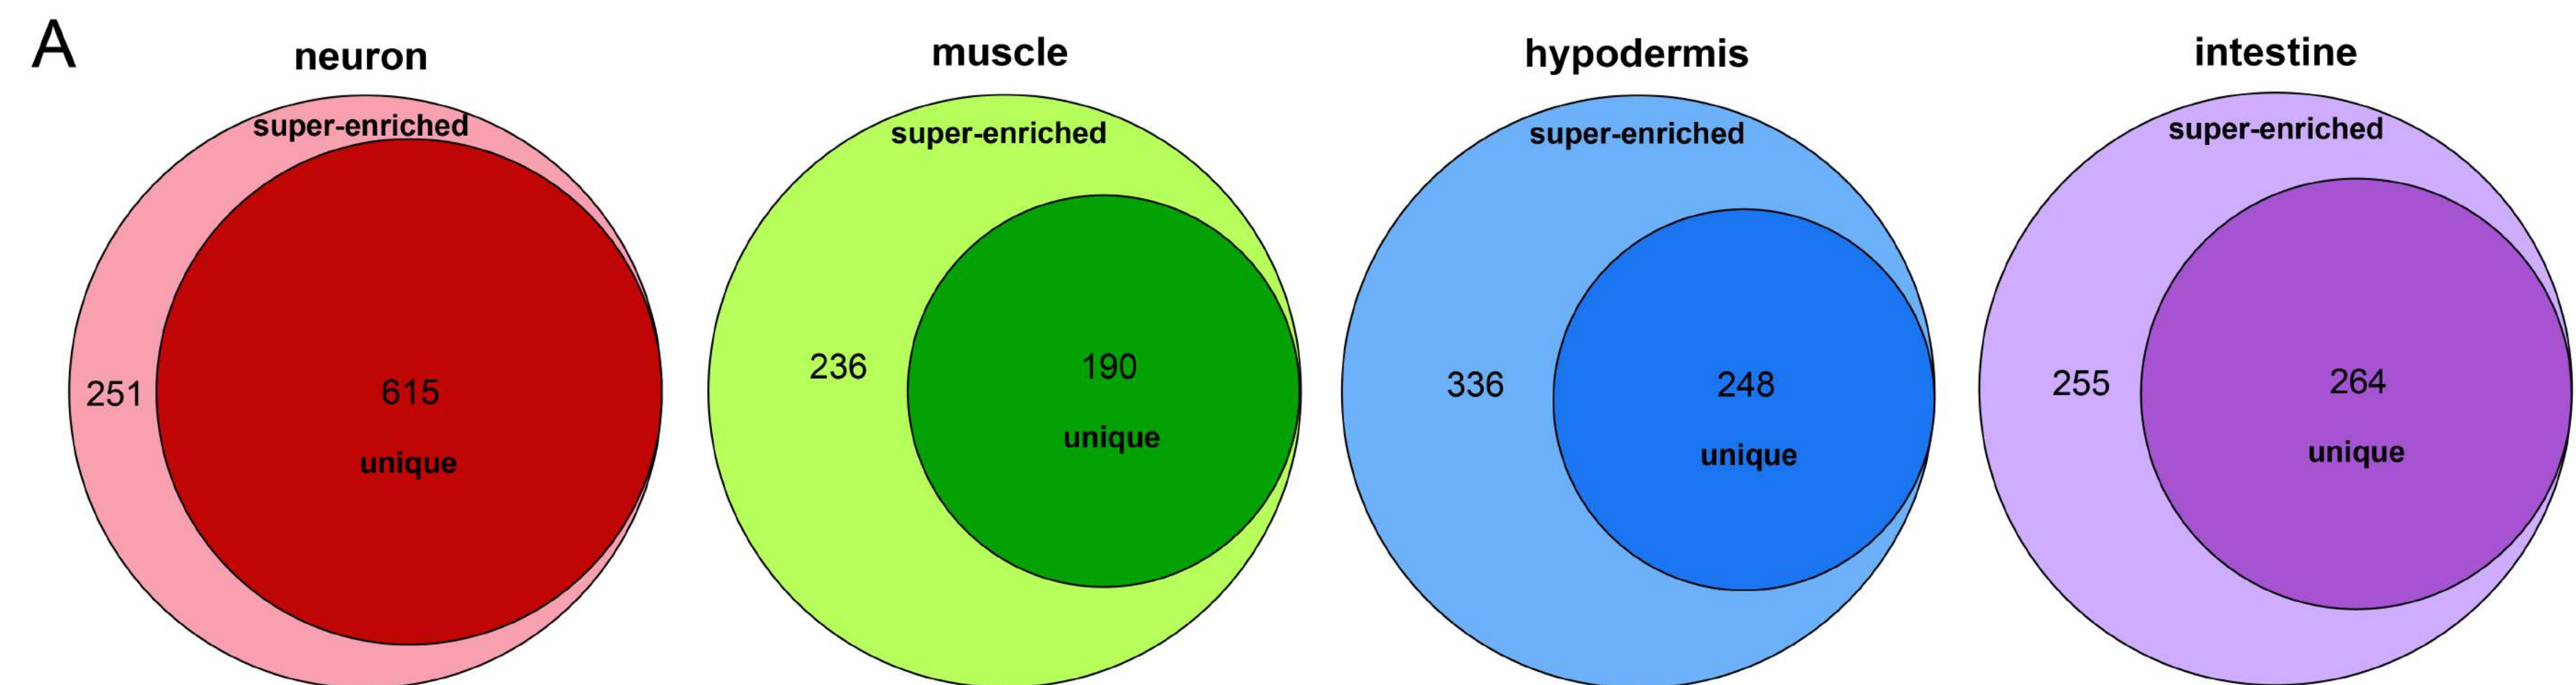 A
neuron
muscle
hypodermis
intestine
super-enriched
super-enriched
super-enriched
super-enriched
251
615
unique
236
190
unique
336
248
unique
255
264
unique